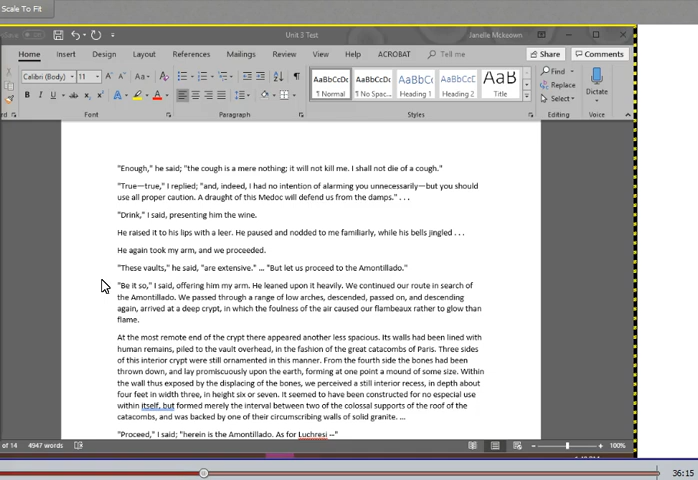 Scale To Fit
Unit 3 Test
Janelle Mckeown
Home Insert Draw Design Layout References Mailings Review View Help ACROBAT Tell me Share Comments
Calibri (Body) 11 Aa
B I U ab
AaBbCcDc AaBbCcDc AaBbCc AaBbCcD AaB
Normal No Spac... Heading 1 Heading 2 Title
Find
Replace
Select
Dictate
Font Paragraph Styles Editing Voice
"Enough," he said; "the cough is a mere nothing; it will not kill me. I shall not die of a cough."
"True—true," I replied; "and, indeed, I had no intention of alarming you unnecessarily—but you should
use all proper caution. A draught of this Medoc will defend us from the damps." . . .
"Drink," I said, presenting him the wine.
He raised it to his lips with a leer. He paused and nodded to me familiarly, while his bells jingled . . .
He again took my arm, and we proceeded.
"These vaults," he said, "are extensive." ... "But let us proceed to the Amontillado."
"Be it so," I said, offering him my arm. He leaned upon it heavily. We continued our route in search of
the Amontillado. We passed through a range of low arches, descended, passed on, and descending
again, arrived at a deep crypt, in which the foulness of the air caused our flambeaux rather to glow than
flame.
At the most remote end of the crypt there appeared another less spacious. Its walls had been lined with
human remains, piled to the vault overhead, in the fashion of the great catacombs of Paris. Three sides
of this interior crypt were still ornamented in this manner. From the fourth side the bones had been
thrown down, and lay promiscuously upon the earth, forming at one point a mound of some size. Within
the wall thus exposed by the displacing of the bones, we perceived a still interior recess, in depth about
four feet in width three, in height six or seven. It seemed to have been constructed for no especial use
within itself, but formed merely the interval between two of the colossal supports of the roof of the
catacombs, and was backed by one of their circumscribing walls of solid granite. ...
"Proceed," I said; "herein is the Amontillado. As for Luchresi --"
of 14 4947 words 100%
36:15